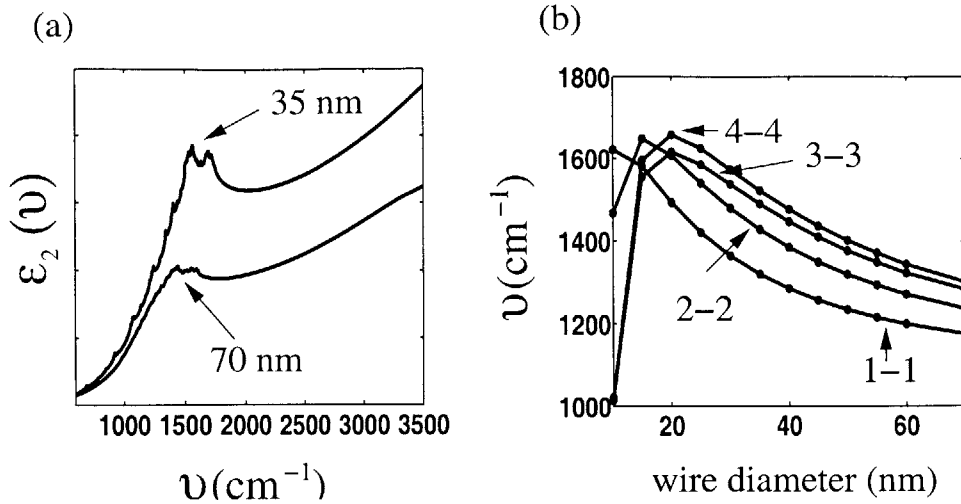 (a)
35 nm
70 nm
ε₂(υ)
1000 1500 2000 2500 3000 3500
υ(cm⁻¹)
(b)
1800
1600
1400
1200
1000
υ(cm⁻¹)
4−4
3−3
2−2
1−1
20 40 60
wire diameter (nm)